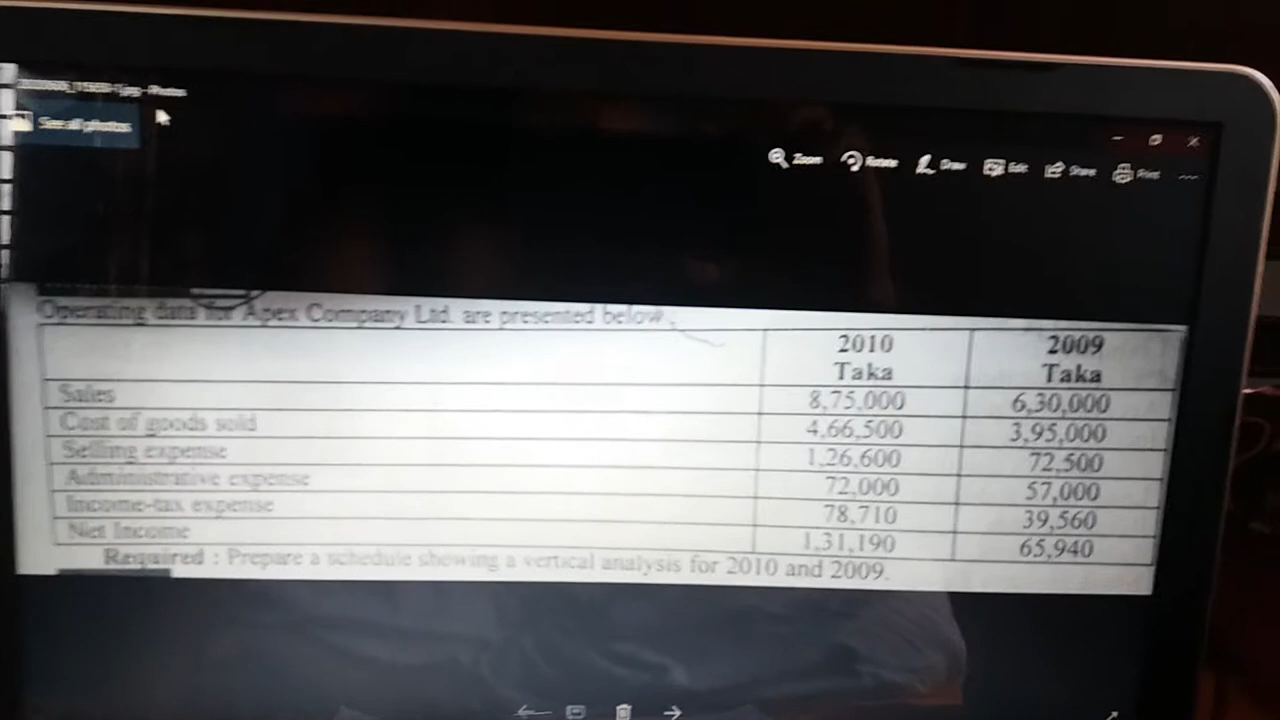 See all photos
Zoom Rotate Draw Edit Share Print
Operating data for Apex Company Ltd. are presented below.
2010 Taka 2009 Taka
Sales 8,75,000 6,30,000
Cost of goods sold 4,66,500 3,95,000
Selling expense 1,26,600 72,500
Administrative expense 72,000 57,000
Income-tax expense 78,710 39,560
Net Income 1,31,190 65,940
Required : Prepare a schedule showing a vertical analysis for 2010 and 2009.